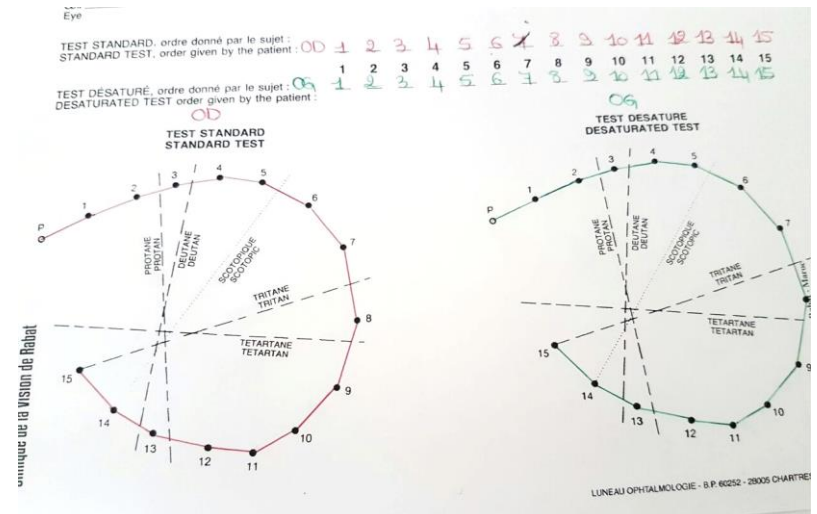 Eye
TEST STANDARD, ordre donné par le sujet :
STANDARD TEST, order given by the patient : OD 1 2 3 4 5 6 7 8 9 10 11 12 13 14 15
1 2 3 4 5 6 7 8 9 10 11 12 13 14 15
TEST DÉSATURÉ, ordre donné par le sujet : OG 1 2 3 4 5 6 7 8 9 10 11 12 13 14 15
DESATURATED TEST order given by the patient :
OD
TEST STANDARD
STANDARD TEST
P
1
2
3
4
5
6
7
8
9
10
11
12
13
14
15
PROTANE
PROTAN
DEUTANE
DEUTAN
SCOTOPIQUE
SCOTOPIC
TRITANE
TRITAN
TETARTANE
TETARTAN
OG
TEST DESATURE
DESATURATED TEST
P
1
2
3
4
5
6
7
9
10
11
12
13
14
15
PROTANE
PROTAN
DEUTANE
DEUTAN
SCOTOPIQUE
SCOTOPIC
TRITANE
TRITAN
TETARTANE
TETARTAN
de la Vision de Rabat
Maroc
LUNEAU OPHTALMOLOGIE - B.P. 60252 - 28005 CHARTRES